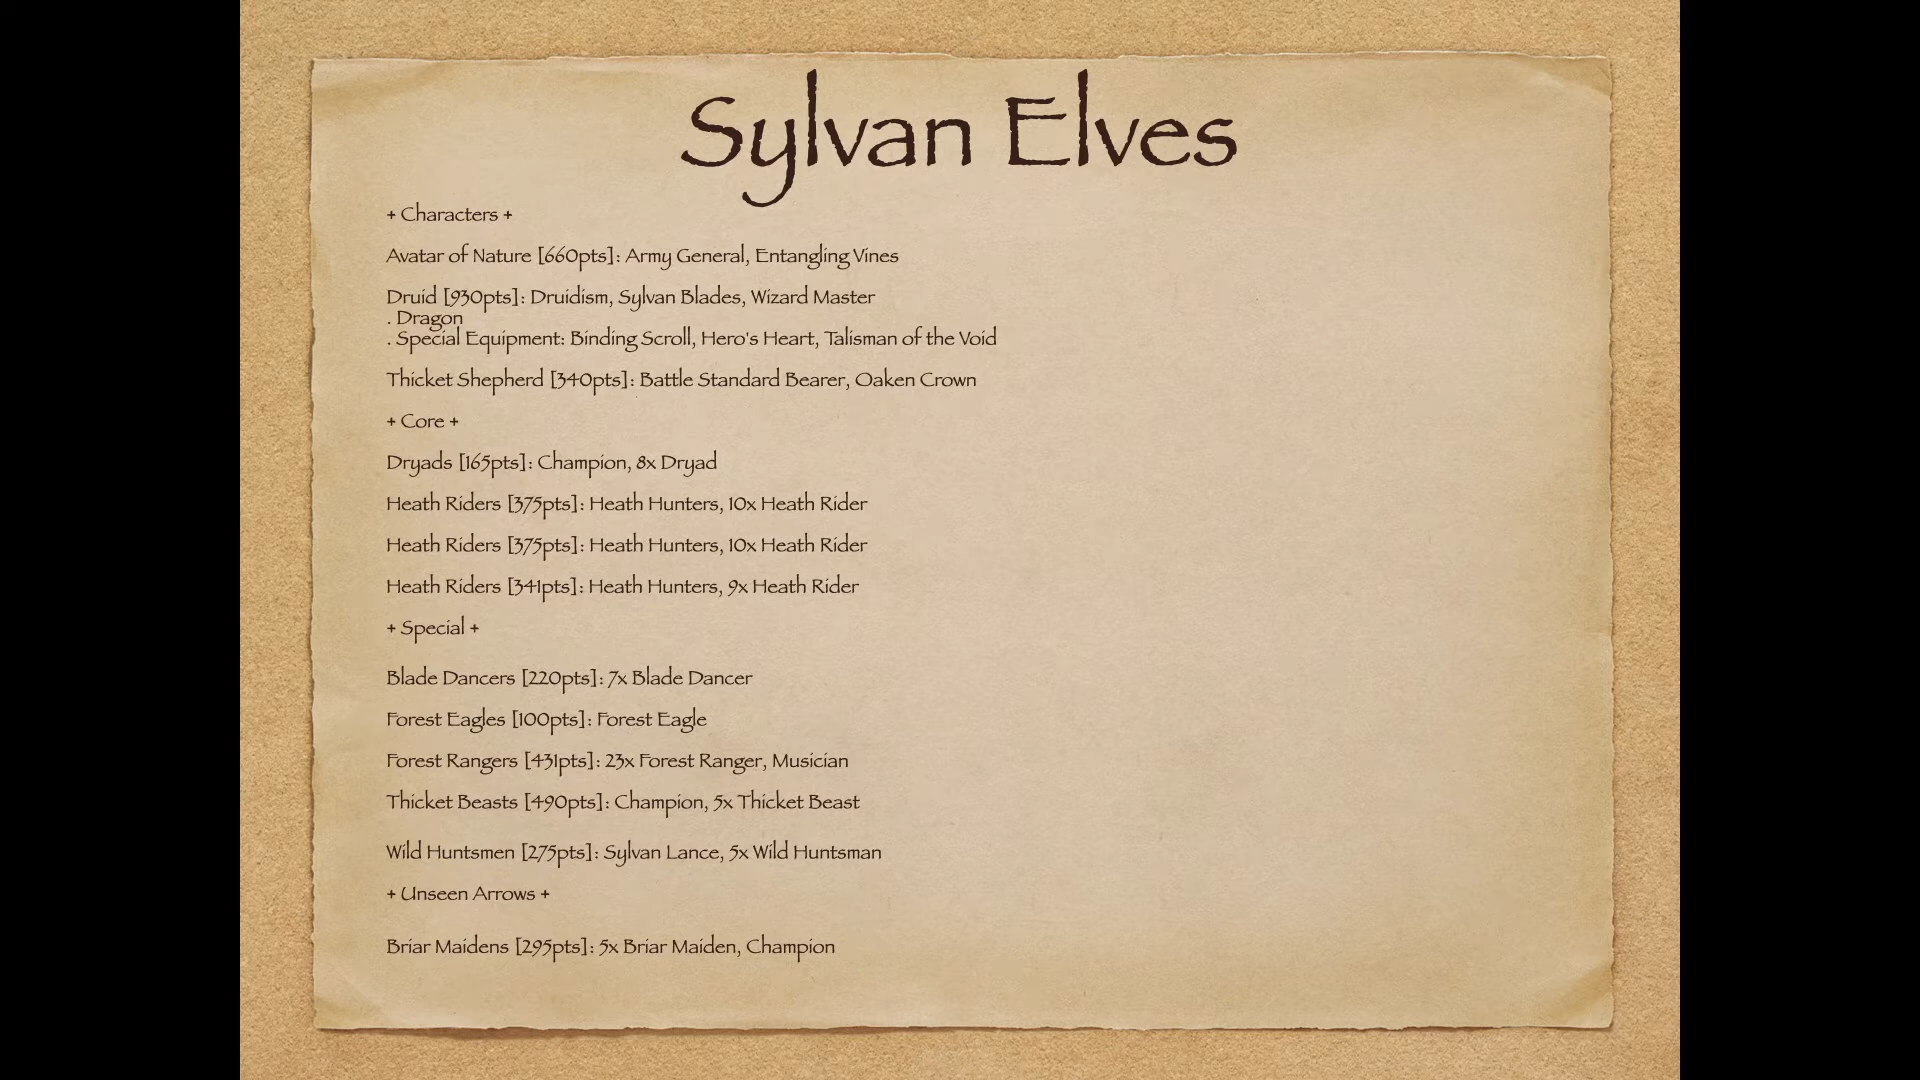 Sylvan Elves
+ Characters +
Avatar of Nature [660pts]: Army General, Entangling Vines
Druid [930pts]: Druidism, Sylvan Blades, Wizard Master
. Dragon
. Special Equipment: Binding Scroll, Hero's Heart, Talisman of the Void
Thicket Shepherd [340pts]: Battle Standard Bearer, Oaken Crown
+ Core +
Dryads [165pts]: Champion, 8x Dryad
Heath Riders [375pts]: Heath Hunters, 10x Heath Rider
Heath Riders [375pts]: Heath Hunters, 10x Heath Rider
Heath Riders [341pts]: Heath Hunters, 9x Heath Rider
+ Special +
Blade Dancers [220pts]: 7x Blade Dancer
Forest Eagles [100pts]: Forest Eagle
Forest Rangers [431pts]: 23x Forest Ranger, Musician
Thicket Beasts [490pts]: Champion, 5x Thicket Beast
Wild Huntsmen [275pts]: Sylvan Lance, 5x Wild Huntsman
+ Unseen Arrows +
Briar Maidens [295pts]: 5x Briar Maiden, Champion